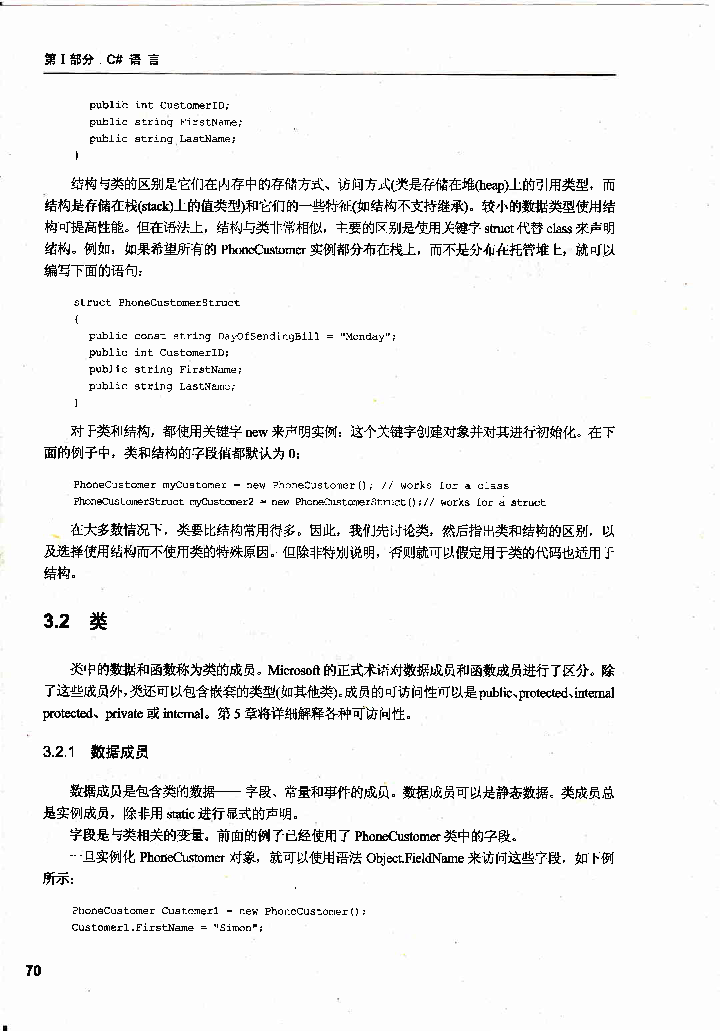 第 I 部分 C# 语 言
public int CustomerID;
public string FirstName;
public string LastName;
}
结构与类的区别是它们在内存中的存储方式、访问方式(类是存储在堆(heap)上的引用类型，而
结构是存储在栈(stack)上的值类型)和它们的一些特征(如结构不支持继承)。较小的数据类型使用结
构可提高性能。但在语法上，结构与类非常相似，主要的区别是使用关键字 struct 代替 class 来声明
结构。例如，如果希望所有的 PhoneCustomer 实例都分布在栈上，而不是分布在托管堆上，就可以
编写下面的语句：
struct PhoneCustomerStruct
{
public const string DayOfSendingBill = "Monday";
public int CustomerID;
public string FirstName;
public string LastName;
}
对于类和结构，都使用关键字 new 来声明实例：这个关键字创建对象并对其进行初始化。在下
面的例子中，类和结构的字段值都默认为 0：
PhoneCustomer myCustomer = new PhoneCustomer(); // works for a class
PhoneCustomerStruct myCustomer2 = new PhoneCustomerStruct();// works for a struct
在大多数情况下，类要比结构常用得多。因此，我们先讨论类，然后指出类和结构的区别，以
及选择使用结构而不使用类的特殊原因。但除非特别说明，否则就可以假定用于类的代码也适用于
结构。
3.2 类
类中的数据和函数称为类的成员。Microsoft 的正式术语对数据成员和函数成员进行了区分。除
了这些成员外，类还可以包含嵌套的类型(如其他类)。成员的可访问性可以是 public、protected、internal
protected、private 或 internal。第 5 章将详细解释各种可访问性。
3.2.1 数据成员
数据成员是包含类的数据—— 字段、常量和事件的成员。数据成员可以是静态数据。类成员总
是实例成员，除非用 static 进行显式的声明。
字段是与类相关的变量。前面的例子已经使用了 PhoneCustomer 类中的字段。
一旦实例化 PhoneCustomer 对象，就可以使用语法 Object.FieldName 来访问这些字段，如下例
所示：
PhoneCustomer Customer1 = new PhoneCustomer();
Customer1.FirstName = "Simon";
70